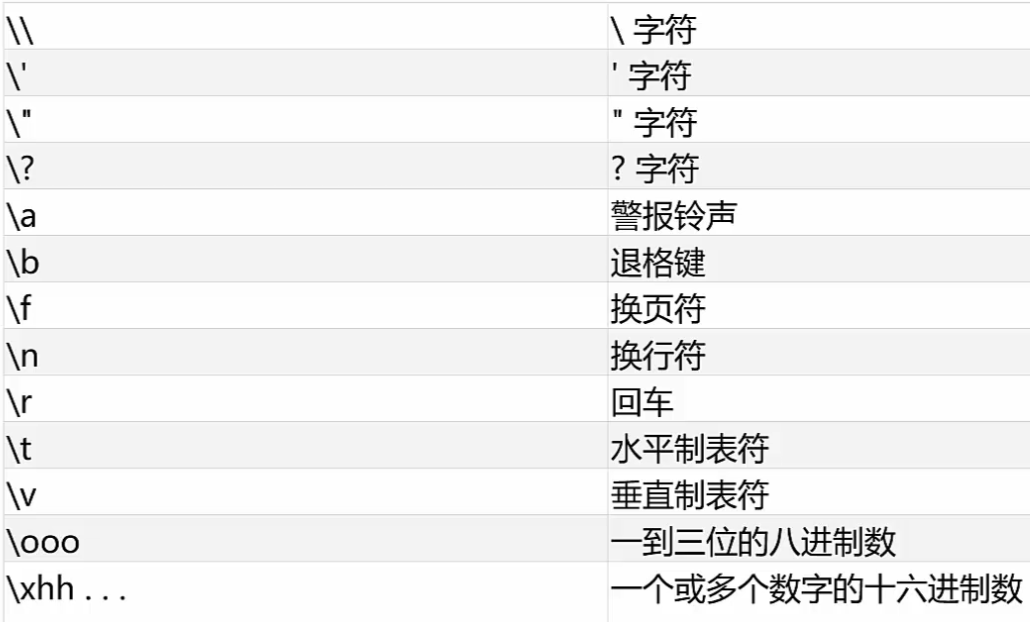 \\ \ 字符
\' ' 字符
\" " 字符
\? ? 字符
\a 警报铃声
\b 退格键
\f 换页符
\n 换行符
\r 回车
\t 水平制表符
\v 垂直制表符
\ooo 一到三位的八进制数
\xhh . . . 一个或多个数字的十六进制数